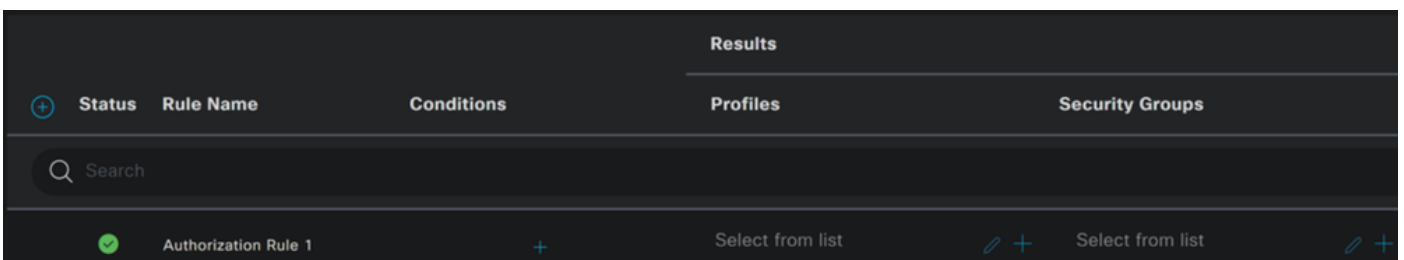 Results
Status Rule Name Conditions Profiles Security Groups
Search
Authorization Rule 1 Select from list Select from list